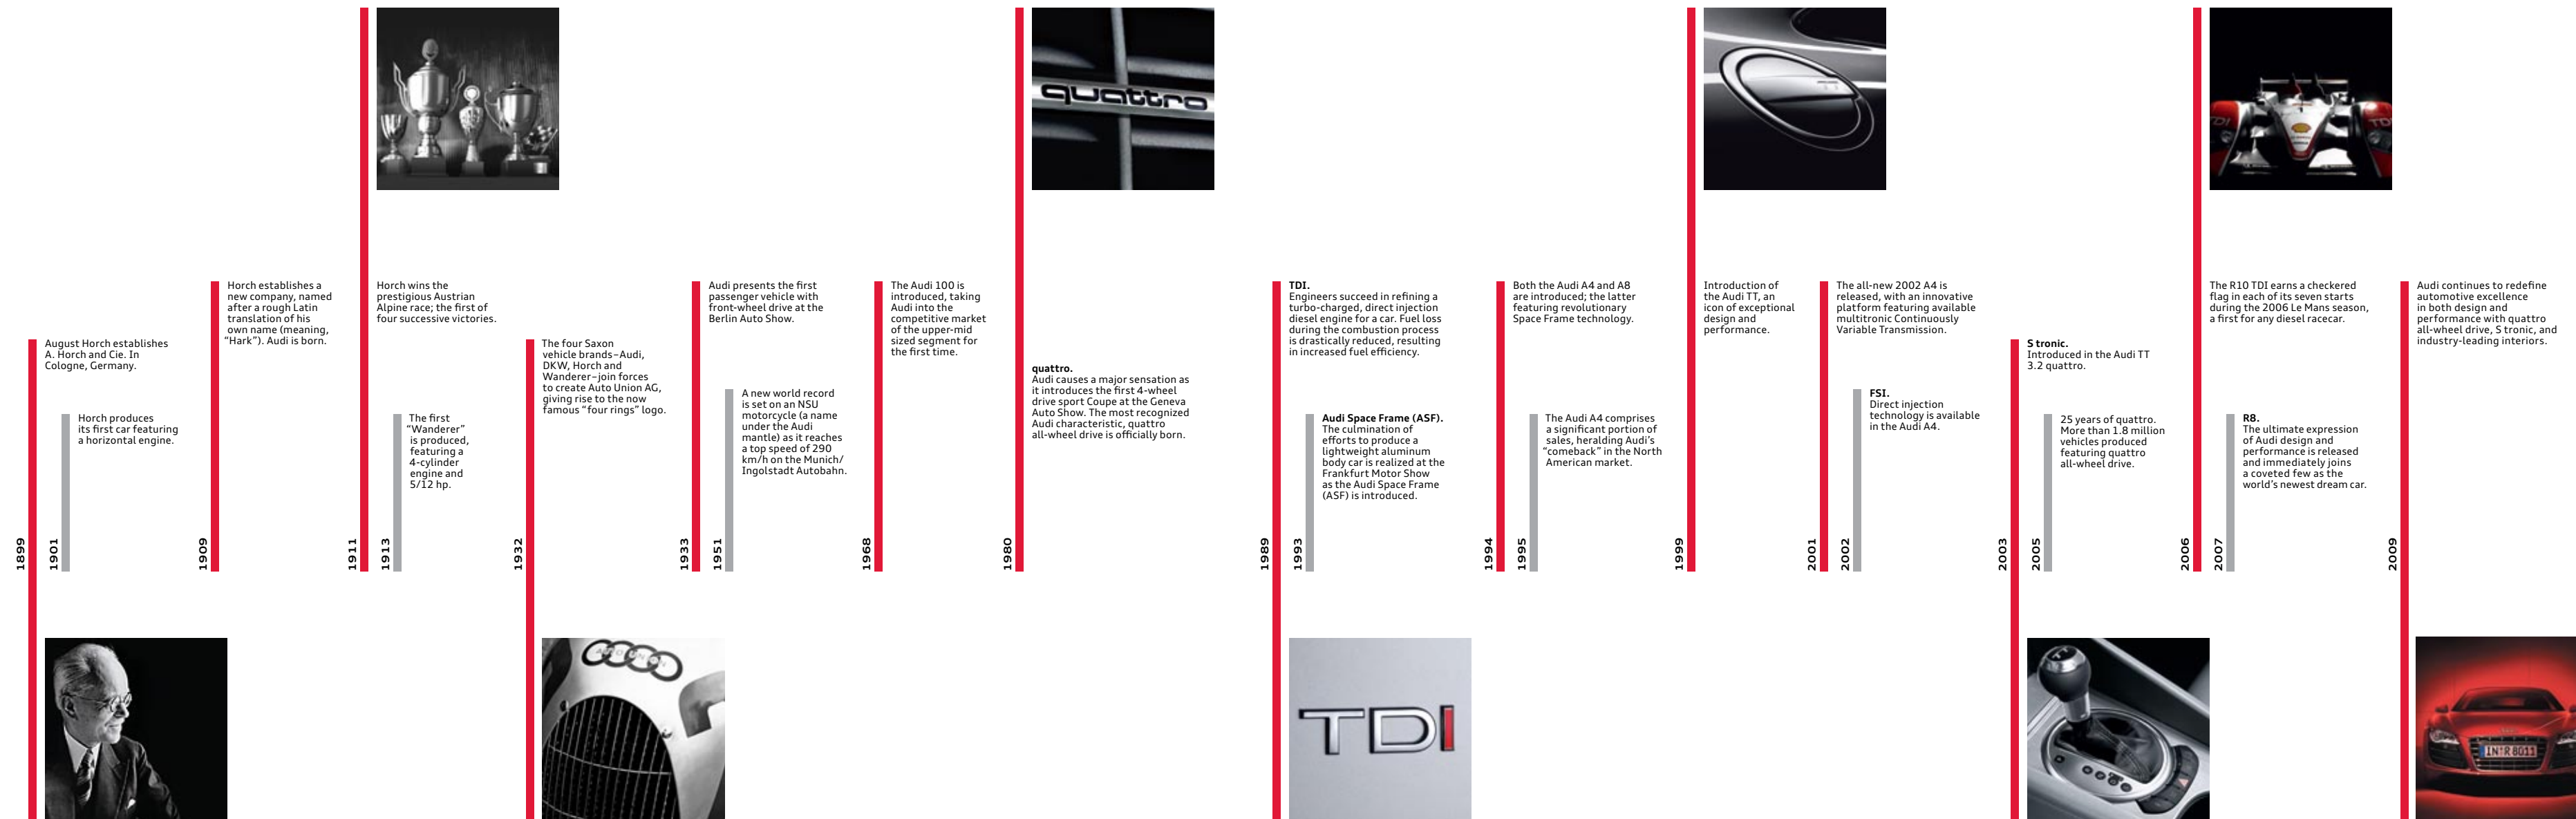 1899
August Horch establishes
A. Horch and Cie. In
Cologne, Germany.
1901
Horch produces
its first car featuring
a horizontal engine.
1909
Horch establishes a
new company, named
after a rough Latin
translation of his
own name (meaning,
“Hark”). Audi is born.
1911
Horch wins the
prestigious Austrian
Alpine race; the first of
four successive victories.
1913
The first
“Wanderer”
is produced,
featuring a
4-cylinder
engine and
5/12 hp.
1932
The four Saxon
vehicle brands–Audi,
DKW, Horch and
Wanderer–join forces
to create Auto Union AG,
giving rise to the now
famous “four rings” logo.
AUTO UNION
1933
Audi presents the first
passenger vehicle with
front-wheel drive at the
Berlin Auto Show.
1951
A new world record
is set on an NSU
motorcycle (a name
under the Audi
mantle) as it reaches
a top speed of 290
km/h on the Munich/
Ingolstadt Autobahn.
1968
The Audi 100 is
introduced, taking
Audi into the
competitive market
of the upper-mid
sized segment for
the first time.
1980
quattro
quattro.
Audi causes a major sensation as
it introduces the first 4-wheel
drive sport Coupe at the Geneva
Auto Show. The most recognized
Audi characteristic, quattro
all-wheel drive is officially born.
1989
TDI.
Engineers succeed in refining a
turbo-charged, direct injection
diesel engine for a car. Fuel loss
during the combustion process
is drastically reduced, resulting
in increased fuel efficiency.
TDI
1993
Audi Space Frame (ASF).
The culmination of
efforts to produce a
lightweight aluminum
body car is realized at the
Frankfurt Motor Show
as the Audi Space Frame
(ASF) is introduced.
1994
Both the Audi A4 and A8
are introduced; the latter
featuring revolutionary
Space Frame technology.
1995
The Audi A4 comprises
a significant portion of
sales, heralding Audi’s
“comeback” in the North
American market.
1999
Introduction of
the Audi TT, an
icon of exceptional
design and
performance.
2001
The all-new 2002 A4 is
released, with an innovative
platform featuring available
multitronic Continuously
Variable Transmission.
2002
FSI.
Direct injection
technology is available
in the Audi A4.
2003
S tronic.
Introduced in the Audi TT
3.2 quattro.
2005
25 years of quattro.
More than 1.8 million
vehicles produced
featuring quattro
all-wheel drive.
2006
TDI
TDI
The R10 TDI earns a checkered
flag in each of its seven starts
during the 2006 Le Mans season,
a first for any diesel racecar.
2007
R8.
The ultimate expression
of Audi design and
performance is released
and immediately joins
a coveted few as the
world’s newest dream car.
2009
Audi continues to redefine
automotive excellence
in both design and
performance with quattro
all-wheel drive, S tronic, and
industry-leading interiors.
IN R 8011